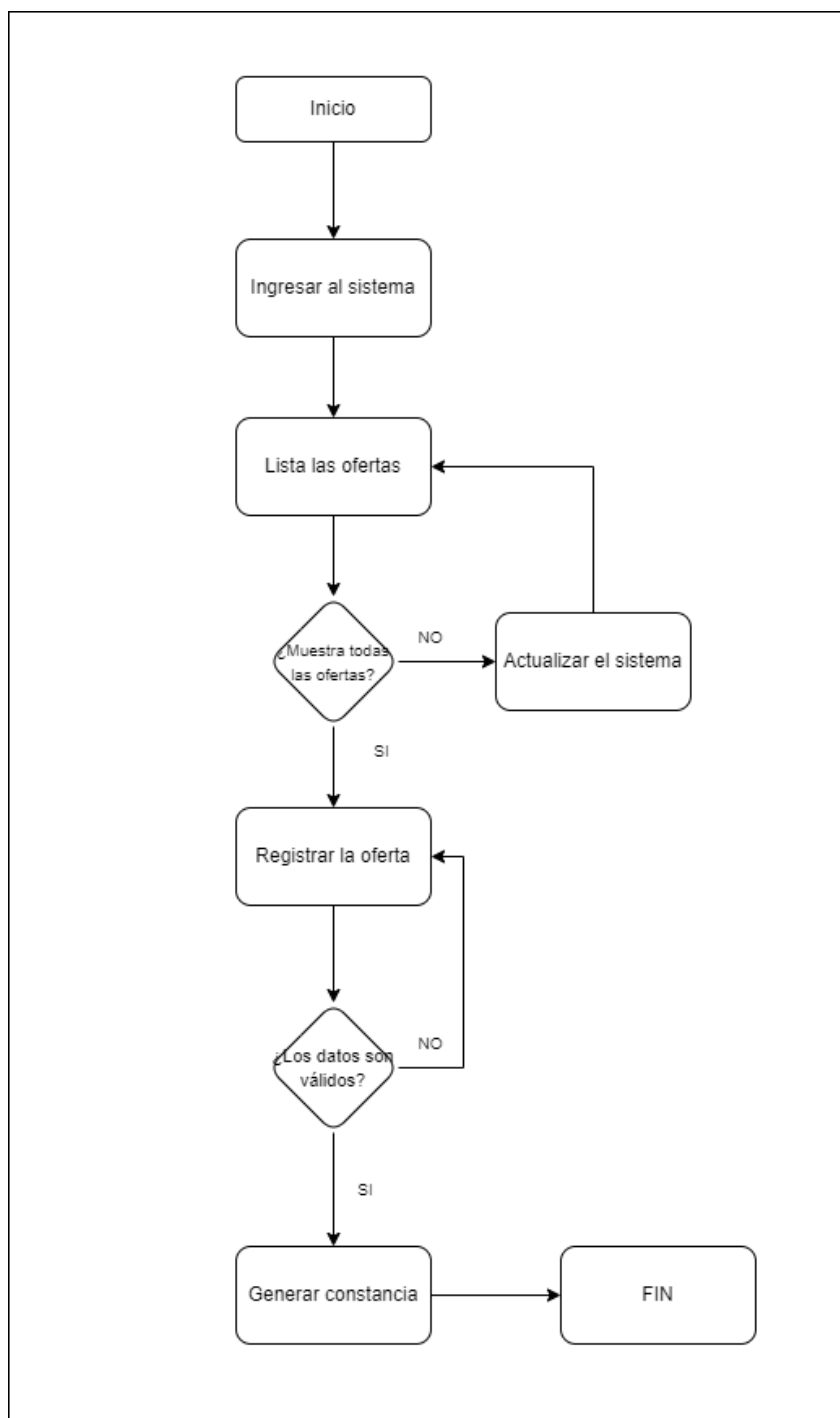 Inicio
Ingresar al sistema
Lista las ofertas
¿Muestra todas
las ofertas?
NO
Actualizar el sistema
SI
Registrar la oferta
¿Los datos son
válidos?
NO
SI
Generar constancia
FIN